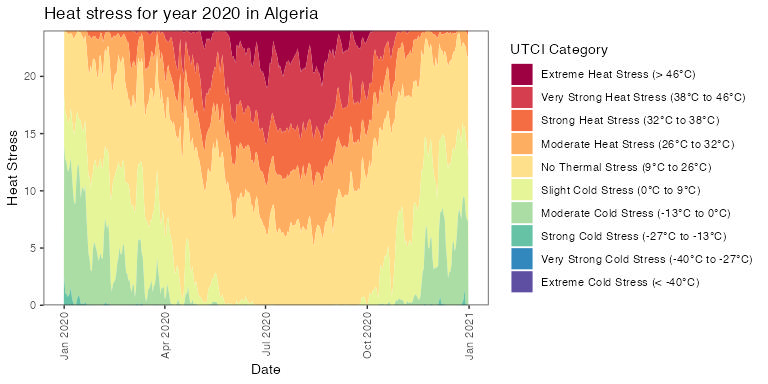 Heat stress for year 2020 in Algeria
Heat Stress
20
15
10
5
0
Jan 2020
Apr 2020
Jul 2020
Oct 2020
Jan 2021
Date
UTCI Category
Extreme Heat Stress (> 46°C)
Very Strong Heat Stress (38°C to 46°C)
Strong Heat Stress (32°C to 38°C)
Moderate Heat Stress (26°C to 32°C)
No Thermal Stress (9°C to 26°C)
Slight Cold Stress (0°C to 9°C)
Moderate Cold Stress (-13°C to 0°C)
Strong Cold Stress (-27°C to -13°C)
Very Strong Cold Stress (-40°C to -27°C)
Extreme Cold Stress (< -40°C)